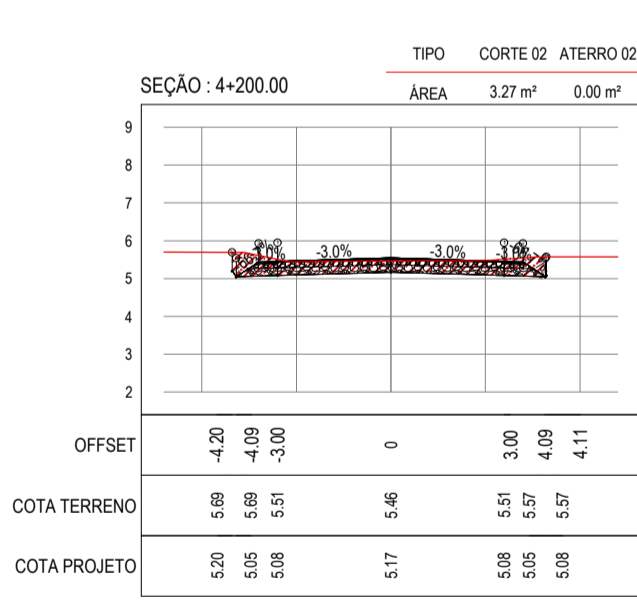 TIPO CORTE 02 ATERRO 02
SEÇÃO : 4+200.00
ÁREA 3.27 m² 0.00 m²
9
8
7
6
5
4
3
2
-3.0% -3.0%
OFFSET -4.20 -4.09 -3.00 0 3.00 4.09 4.11
COTA TERRENO 5.69 5.69 5.51 5.46 5.51 5.57 5.57
COTA PROJETO 5.20 5.05 5.08 5.17 5.08 5.05 5.08